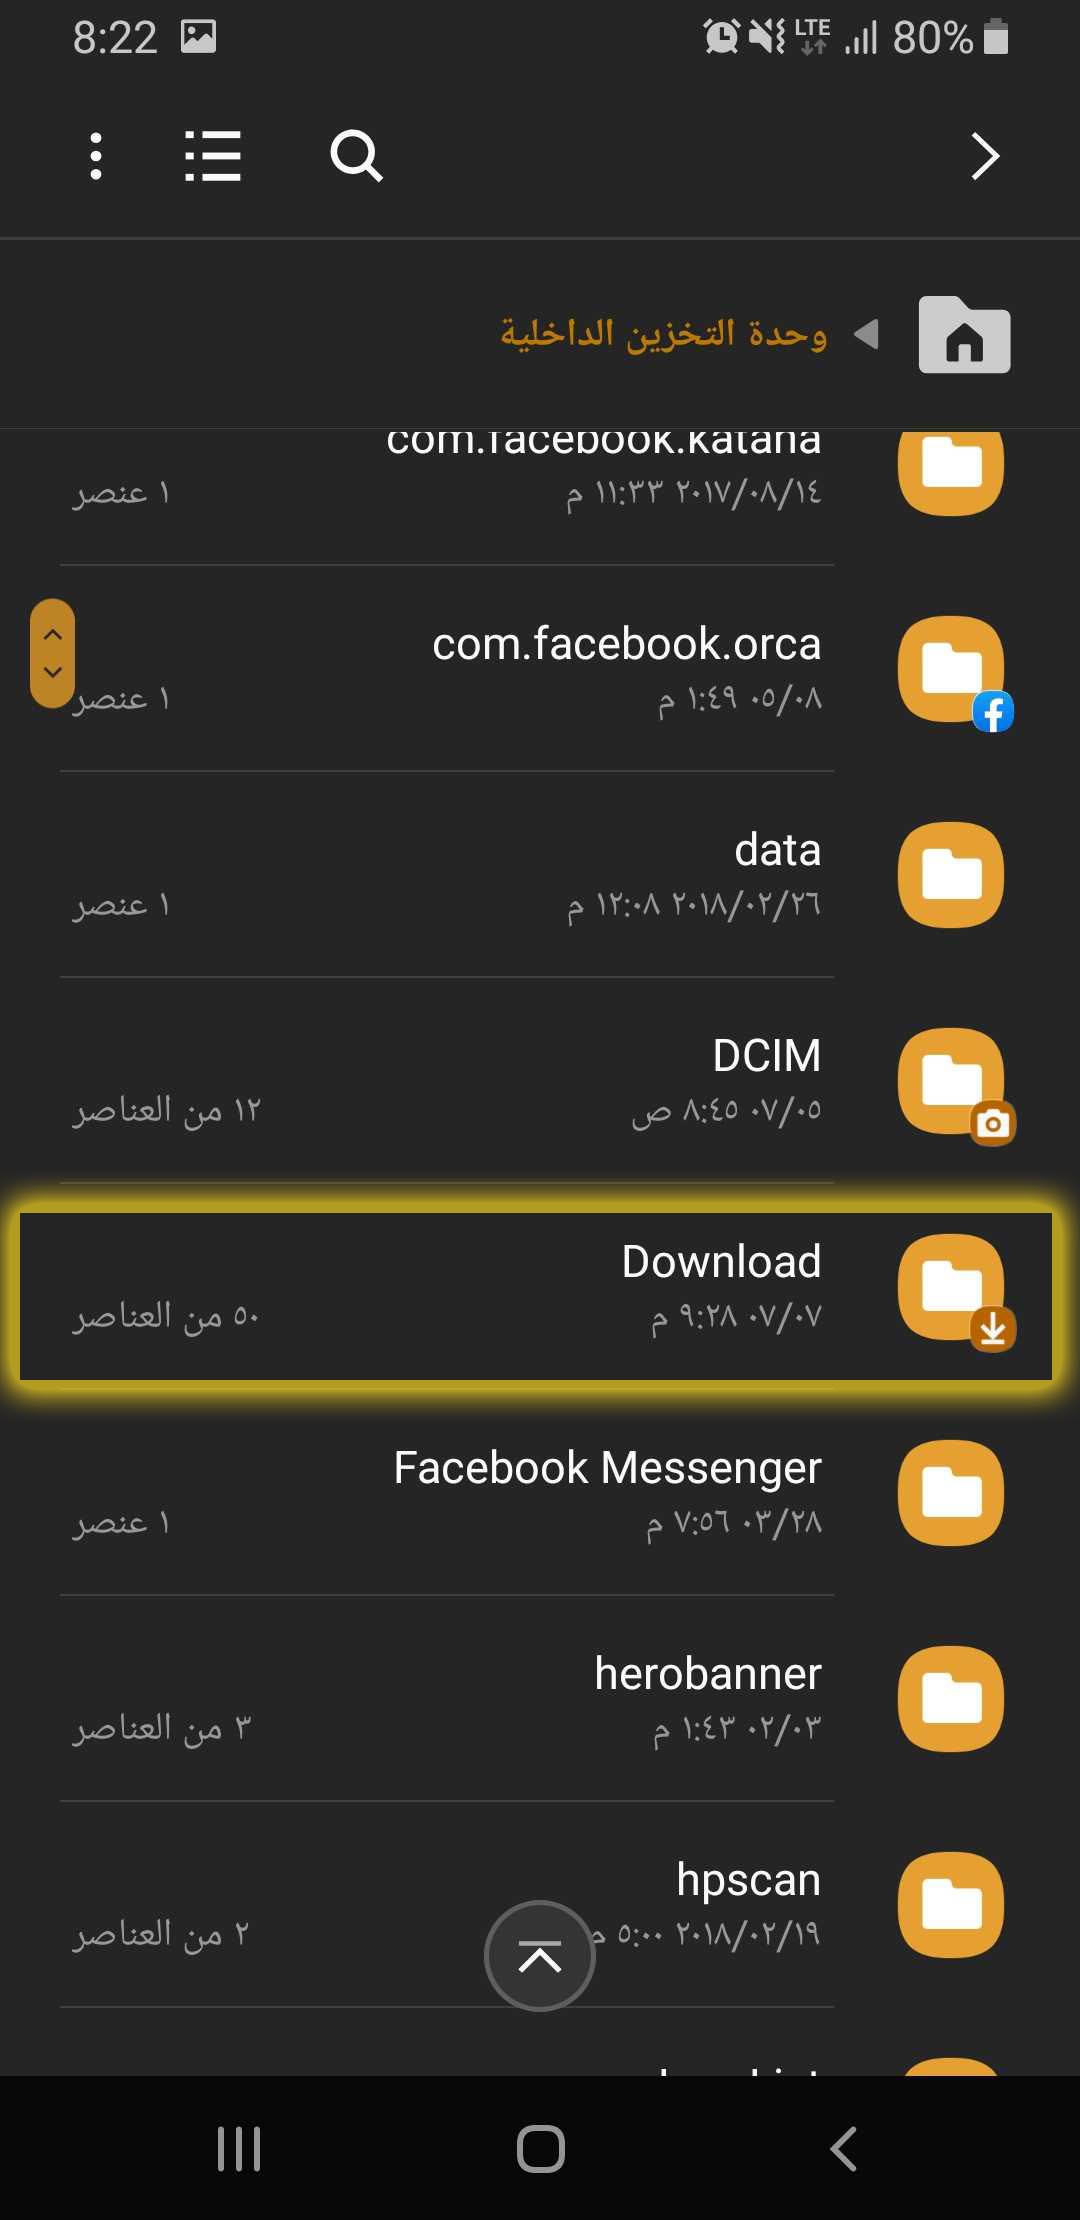 8:22
LTE 80%
وحدة التخزين الداخلية
com.facebook.katana
٢٠١٧/٠٨/١٤ ١١:٣٣ م
١ عنصر
com.facebook.orca
٠٥/٠٨ ١:٤٩ م
١ عنصر
data
٢٠١٨/٠٢/٢٦ ١٢:٠٨ م
١ عنصر
DCIM
٠٧/٠٥ ٨:٤٥ ص
١٢ من العناصر
Download
٠٧/٠٧ ٩:٢٨ م
٥٠ من العناصر
Facebook Messenger
٠٣/٢٨ ٧:٥٦ م
١ عنصر
herobanner
٠٢/٠٣ ١:٤٣ م
٣ من العناصر
hpscan
٢٠١٨/٠٢/١٩ ٥:٠٠ م
٢ من العناصر